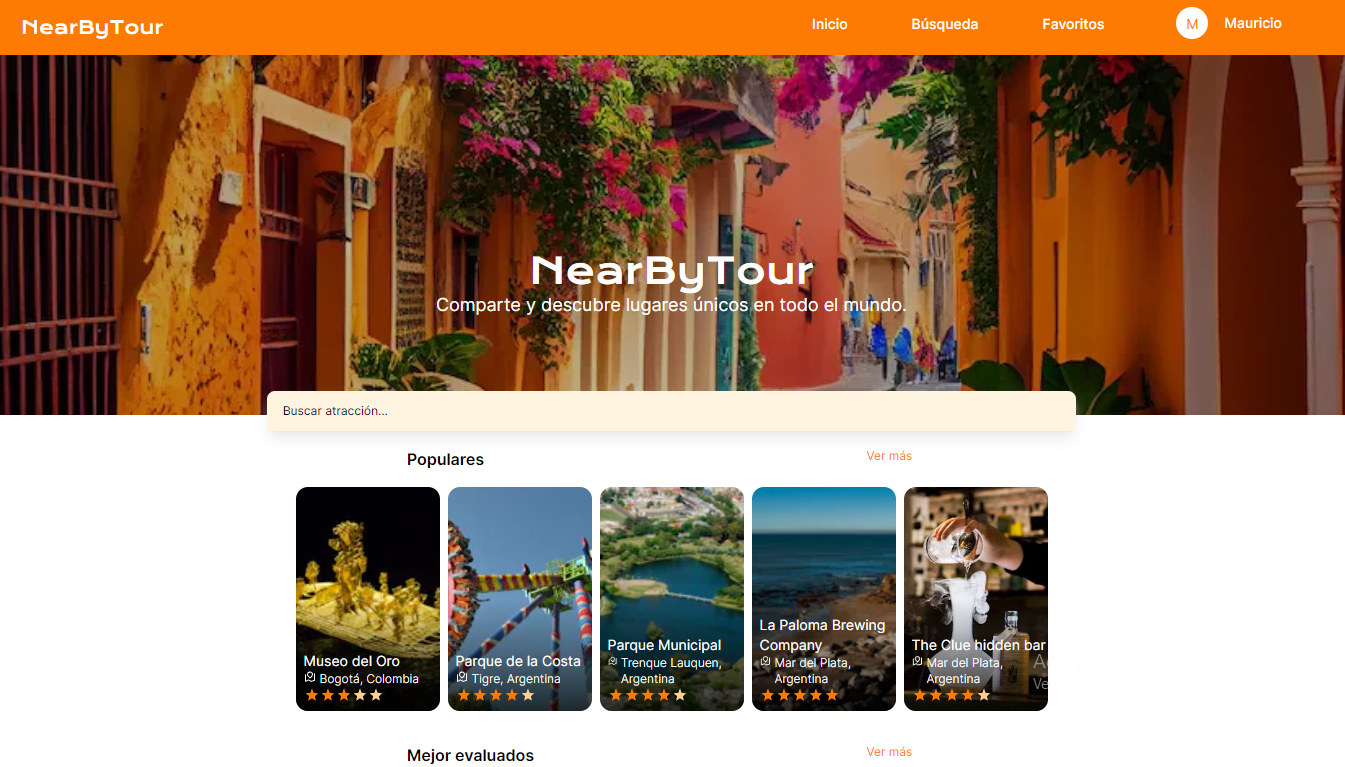 NearByTour
Inicio
Búsqueda
Favoritos
M
Mauricio
NearByTour
Comparte y descubre lugares únicos en todo el mundo.
Buscar atracción...
Populares
Ver más
Museo del Oro
Bogotá, Colombia
Parque de la Costa
Tigre, Argentina
Parque Municipal
Trenque Lauquen,
Argentina
La Paloma Brewing
Company
Mar del Plata,
Argentina
The Clue hidden bar
Mar del Plata,
Argentina
Mejor evaluados
Ver más